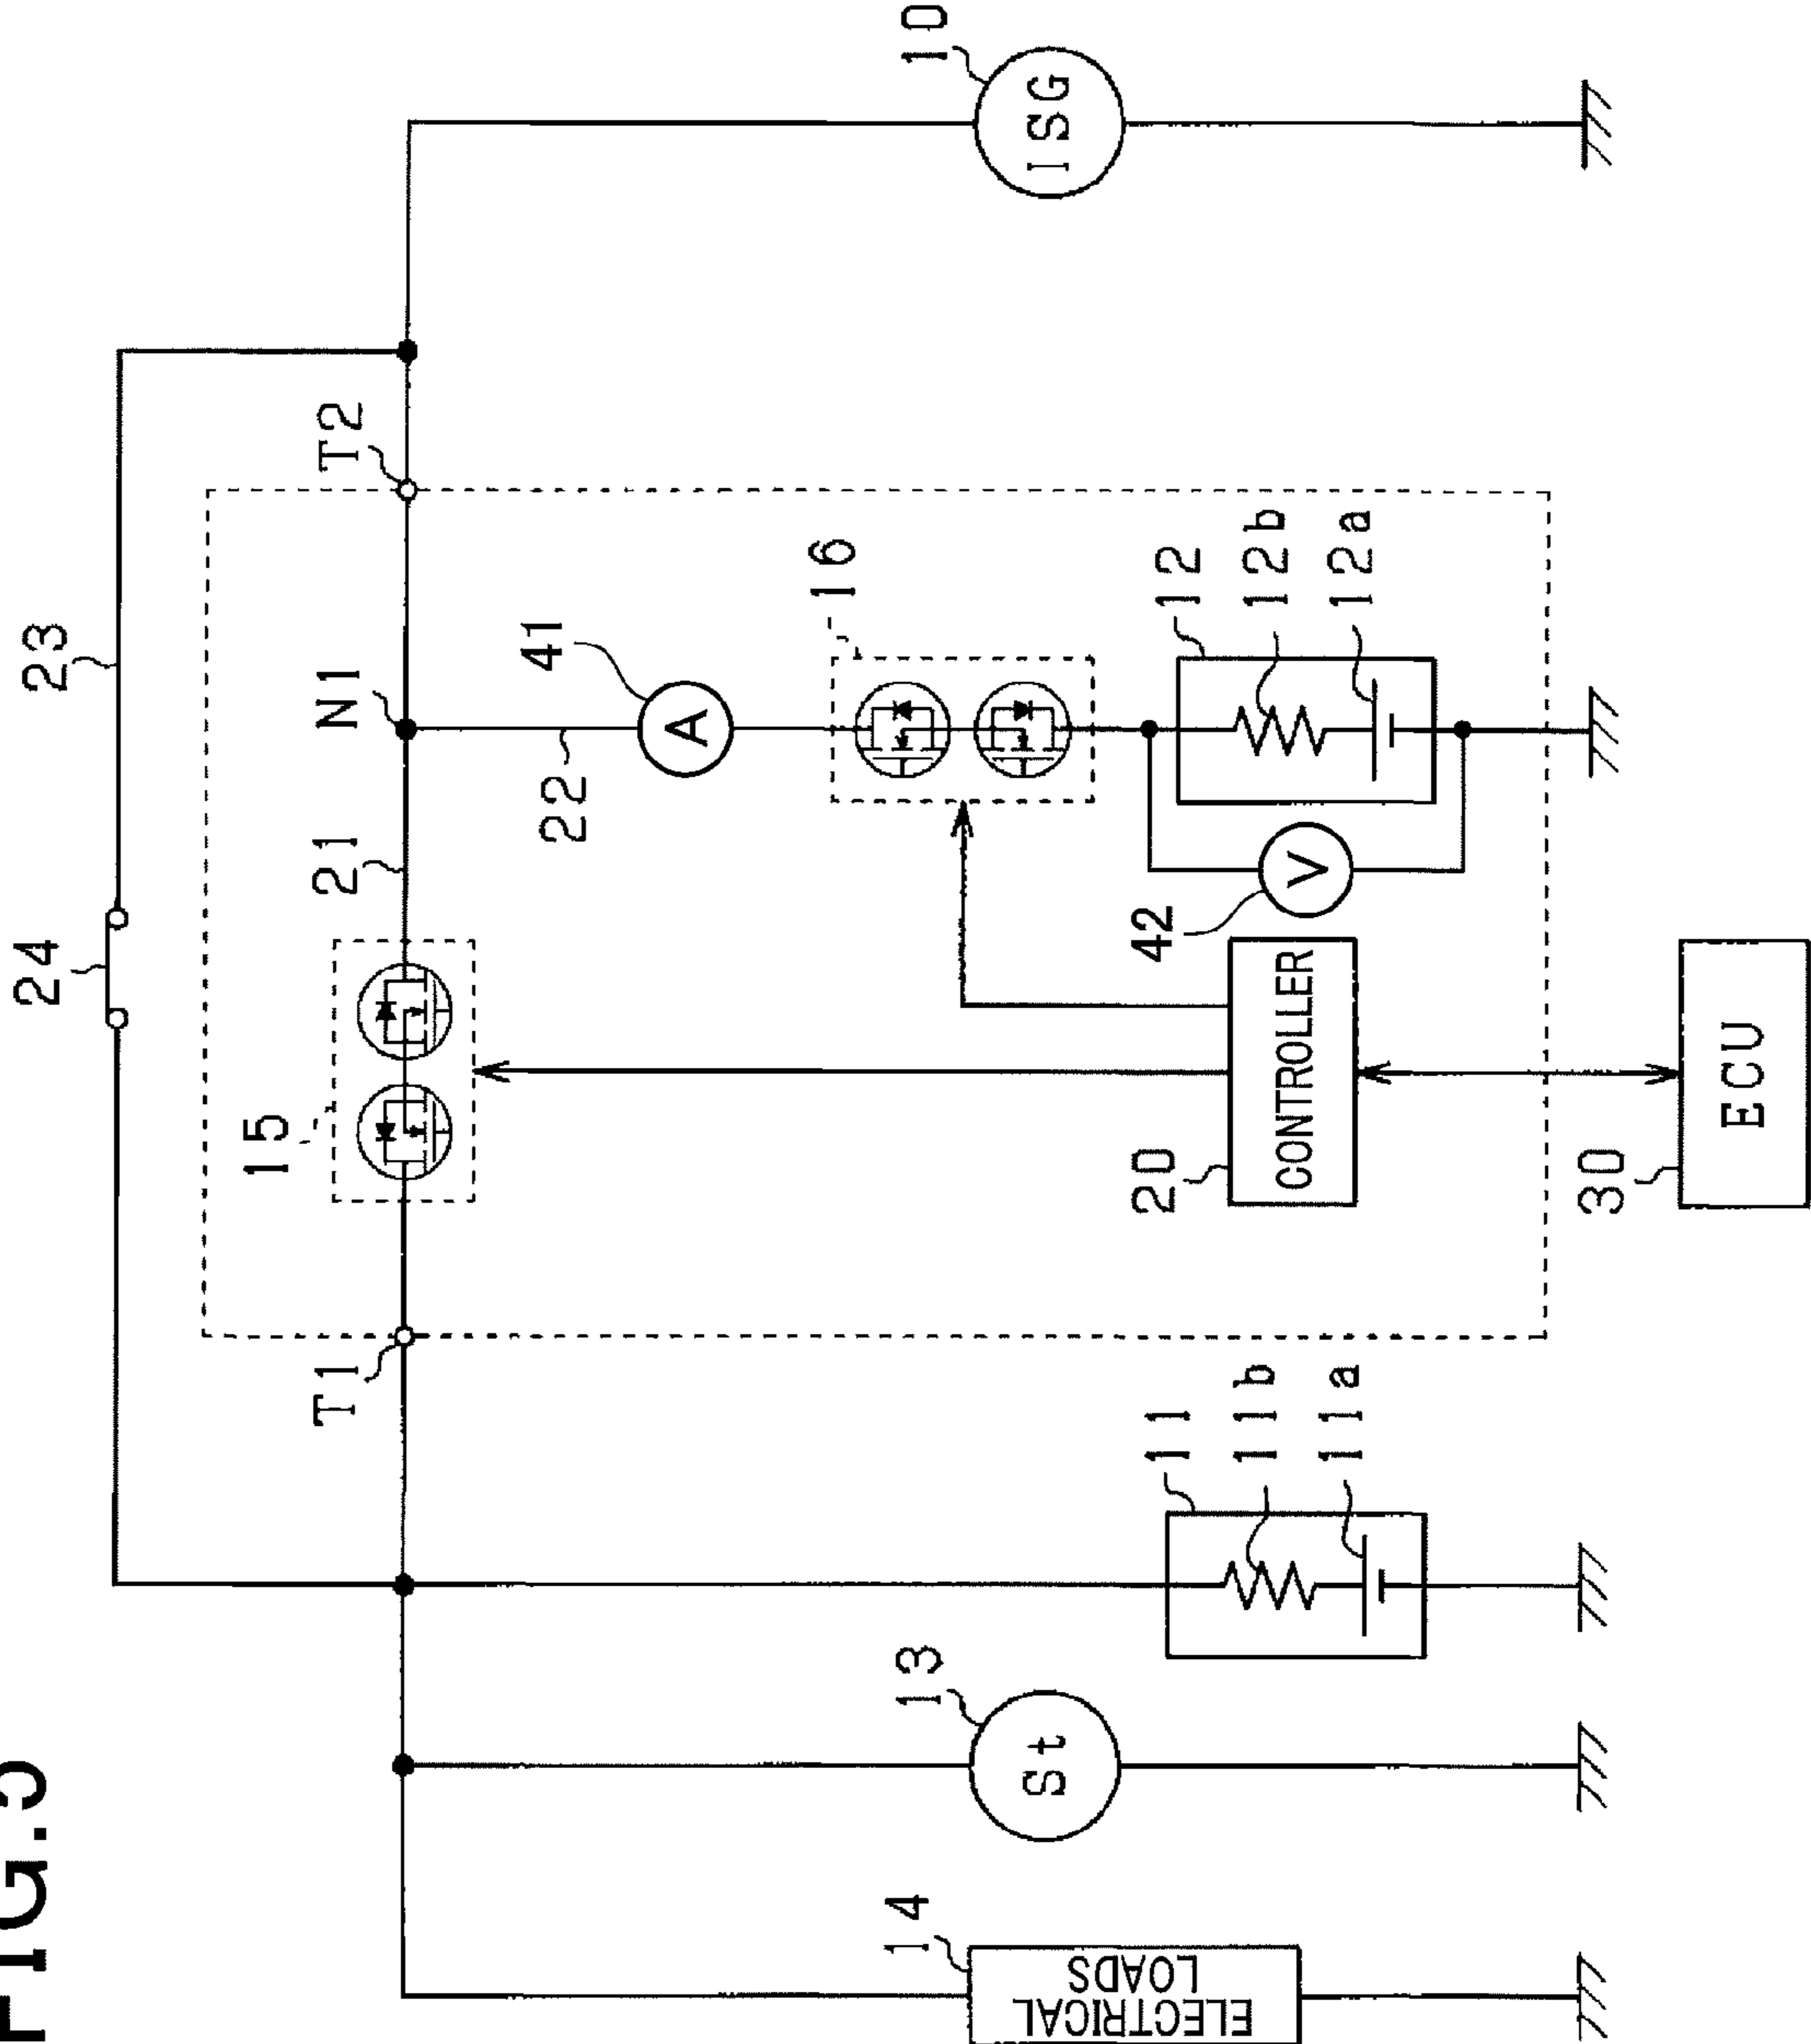 FIG.5
24
23
15
T1
21
N1
T2
22
41
A
16
14
ELECTRICAL
LOADS
13
St
11
11b
11a
20
CONTROLLER
42
V
12
12b
12a
10
ISG
30
ECU